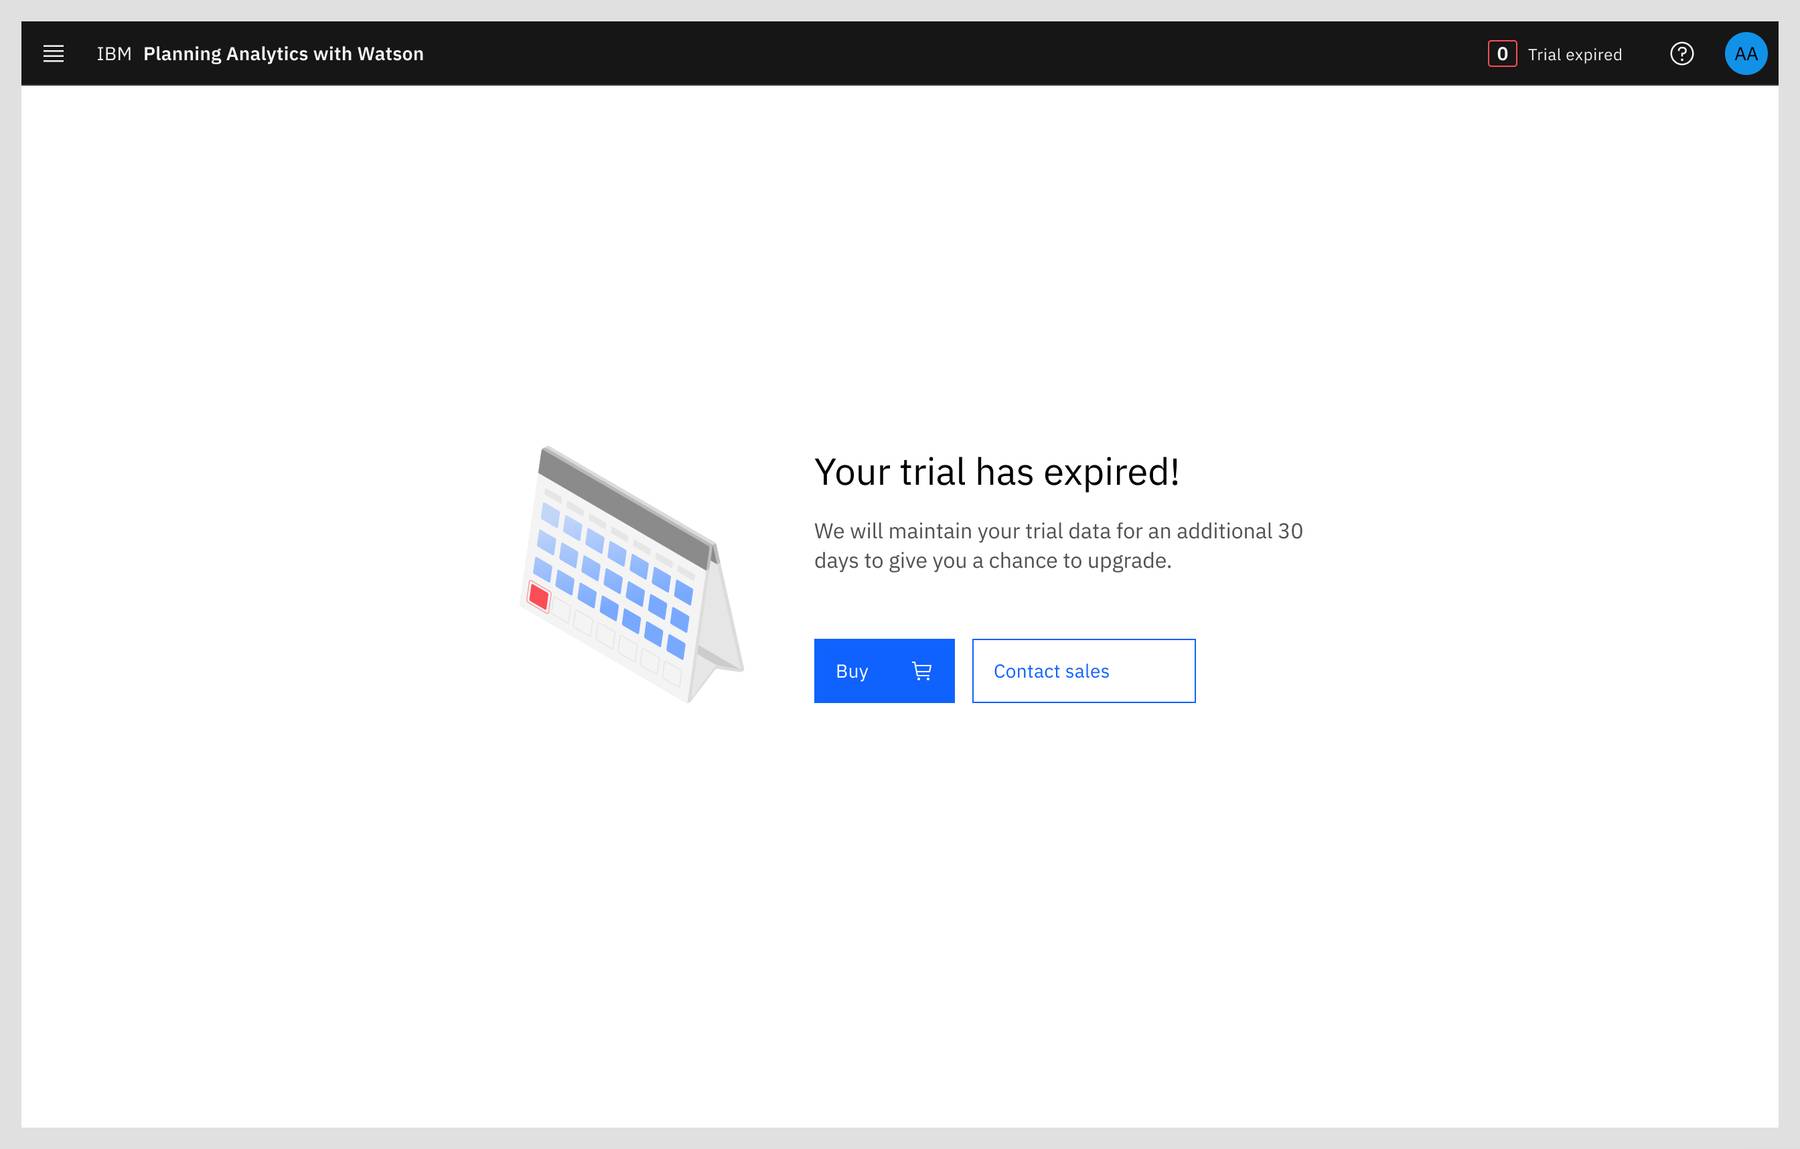 IBM Planning Analytics with Watson
0 Trial expired
AA
Your trial has expired!
We will maintain your trial data for an additional 30
days to give you a chance to upgrade.
Buy
Contact sales